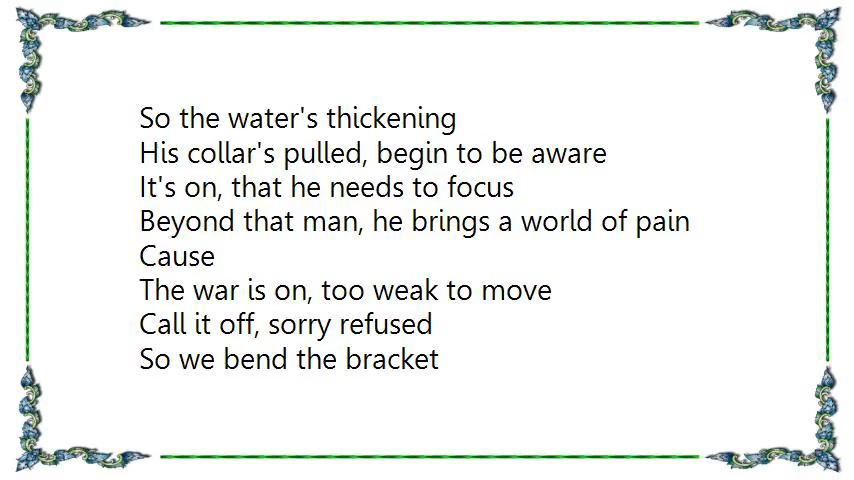 So the water's thickening
His collar's pulled, begin to be aware
It's on, that he needs to focus
Beyond that man, he brings a world of pain
Cause
The war is on, too weak to move
Call it off, sorry refused
So we bend the bracket